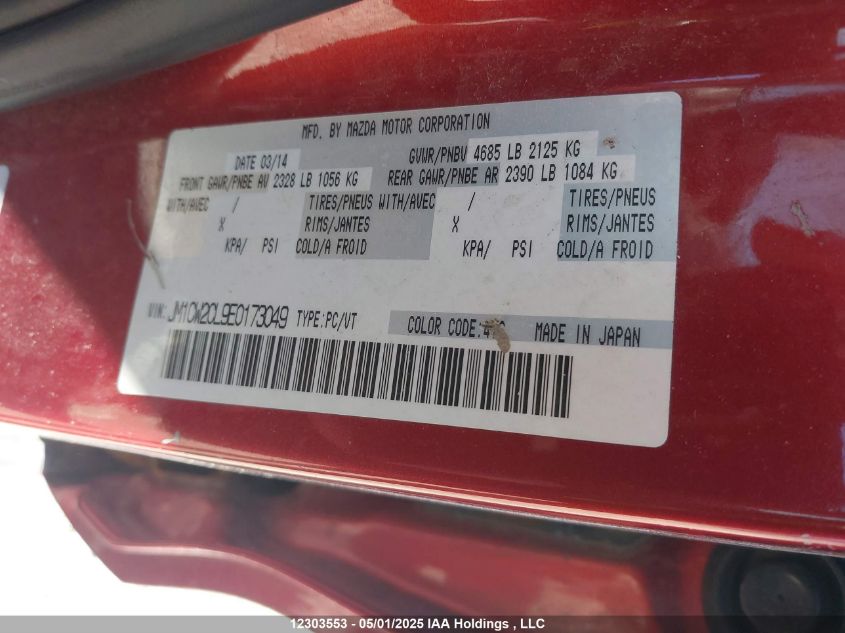 MFD. BY MAZDA MOTOR CORPORATION
DATE 03/14 GVWR/PNBV 4685 LB 2125 KG
FRONT GAWR/PNBE AV 2328 LB 1056 KG REAR GAWR/PNBE AR 2390 LB 1084 KG
WITH/AVEC / TIRES/PNEUS WITH/AVEC / TIRES/PNEUS
X RIMS/JANTES X RIMS/JANTES
KPA/ PSI COLD/A FROID KPA/ PSI COLD/A FROID
VIN: JM1CW2CL9E0173049 TYPE:PC/VT COLOR CODE: MADE IN JAPAN
12303553 - 05/01/2025 IAA Holdings , LLC